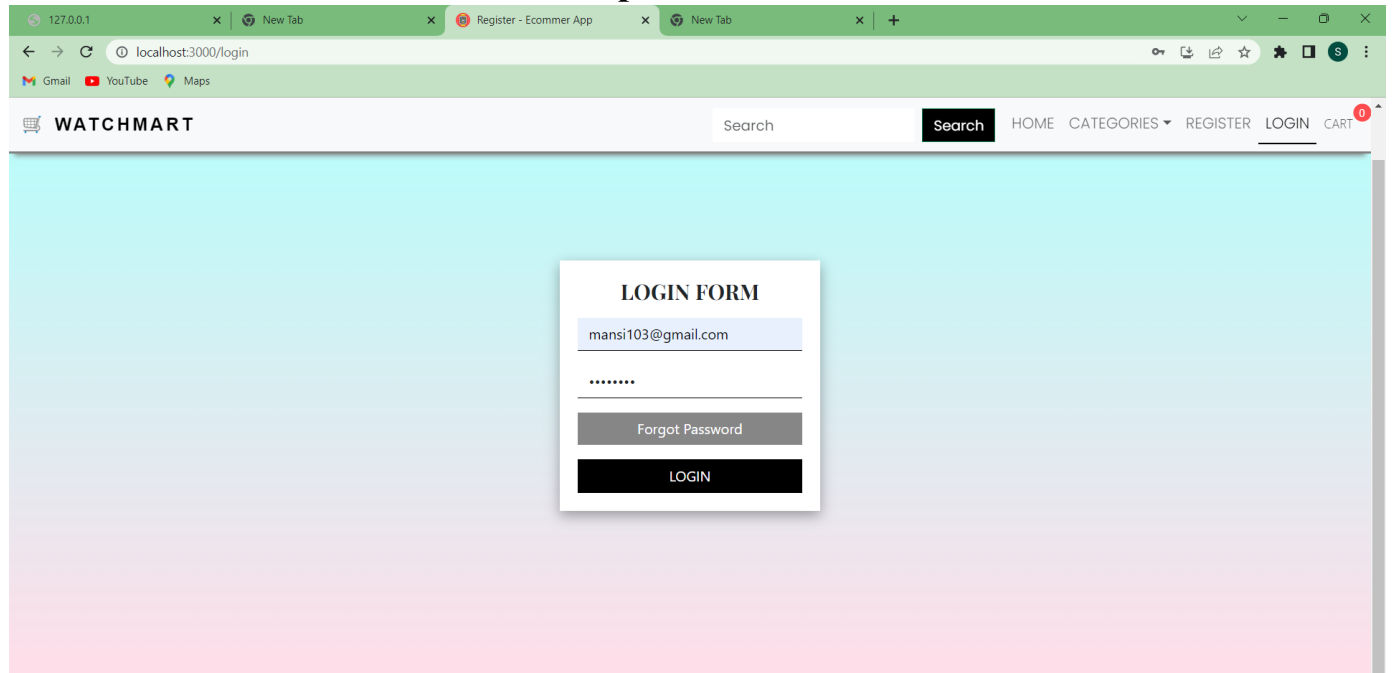 127.0.0.1 New Tab Register - Ecommer App New Tab
localhost:3000/login
Gmail YouTube Maps S
WATCHMART Search Search HOME CATEGORIES REGISTER LOGIN CART 0
LOGIN FORM
mansi103@gmail.com
••••••••
Forgot Password
LOGIN